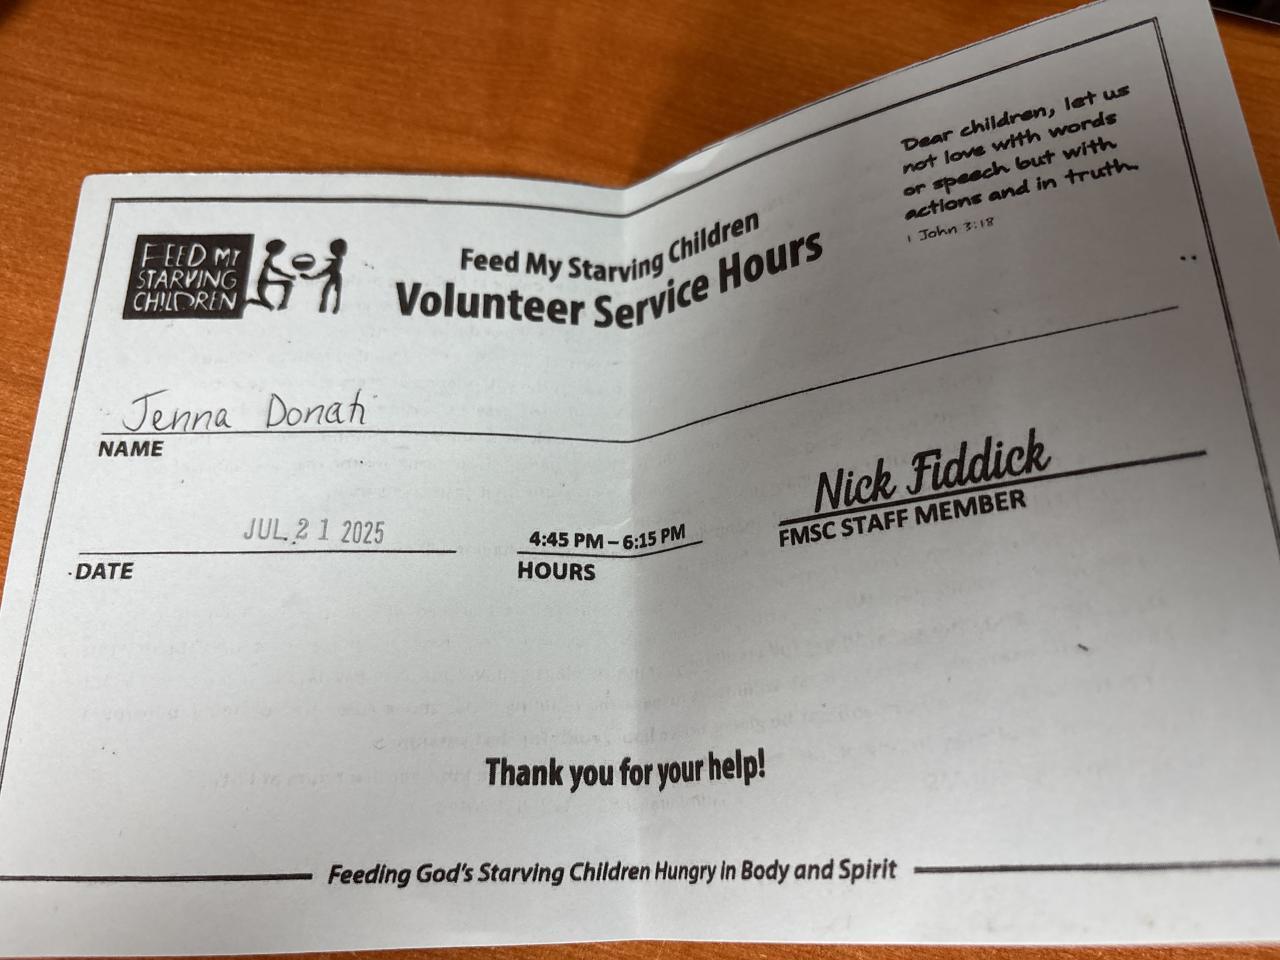 Dear children, let us
not love with words
or speech but with
actions and in truth.
1 John 3:18
FEED MY
STARVING
CHILDREN
Feed My Starving Children
Volunteer Service Hours
Jenna Donati
NAME
Nick Fiddick
FMSC STAFF MEMBER
JUL 21 2025
DATE
4:45 PM – 6:15 PM
HOURS
Thank you for your help!
Feeding God's Starving Children Hungry in Body and Spirit